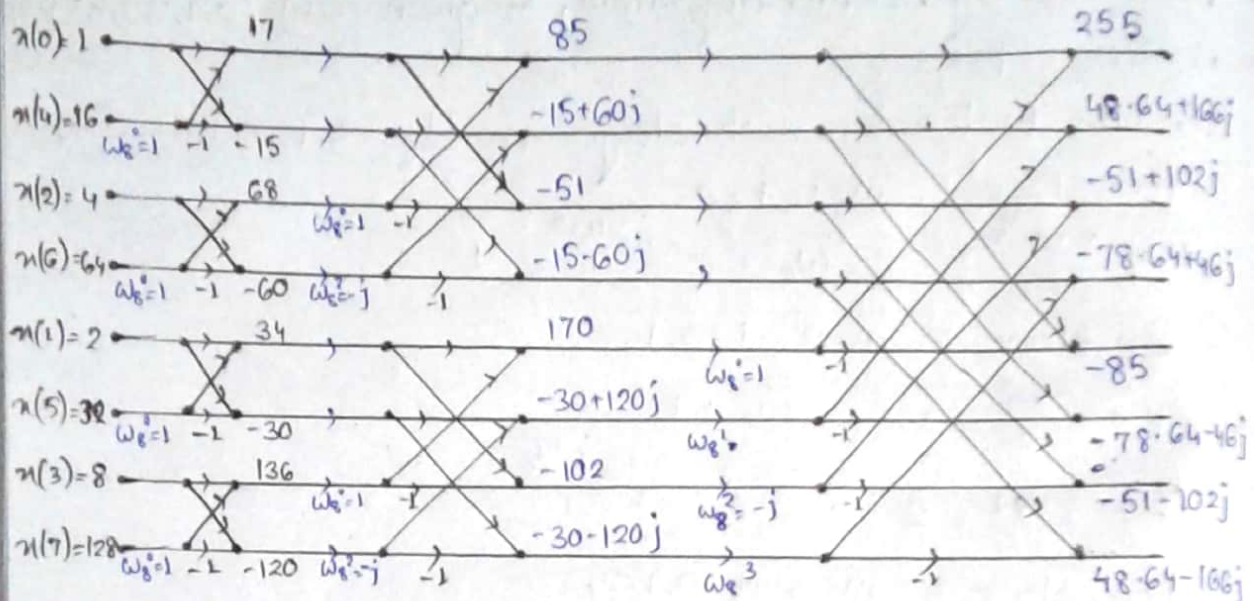 x(0)=1 17 85 255
x(4)=16 ω₈⁰=1 -1 -15 -15+60j 48.64+166j
x(2)=4 68 ω₈⁰=1 -1 -51 -51+102j
x(6)=64 ω₈⁰=1 -1 -60 ω₈²=-j -1 -15-60j -78.64+46j
x(1)=2 34 170 ω₈⁰=1 -1 -85
x(5)=32 ω₈⁰=1 -1 -30 -30+120j ω₈¹= -1 -78.64-46j
x(3)=8 136 ω₈⁰=1 -1 -102 ω₈²=-j -1 -51-102j
x(7)=128 ω₈⁰=1 -1 -120 ω₈²=-j -1 -30-120j ω₈³ -1 48.64-166j